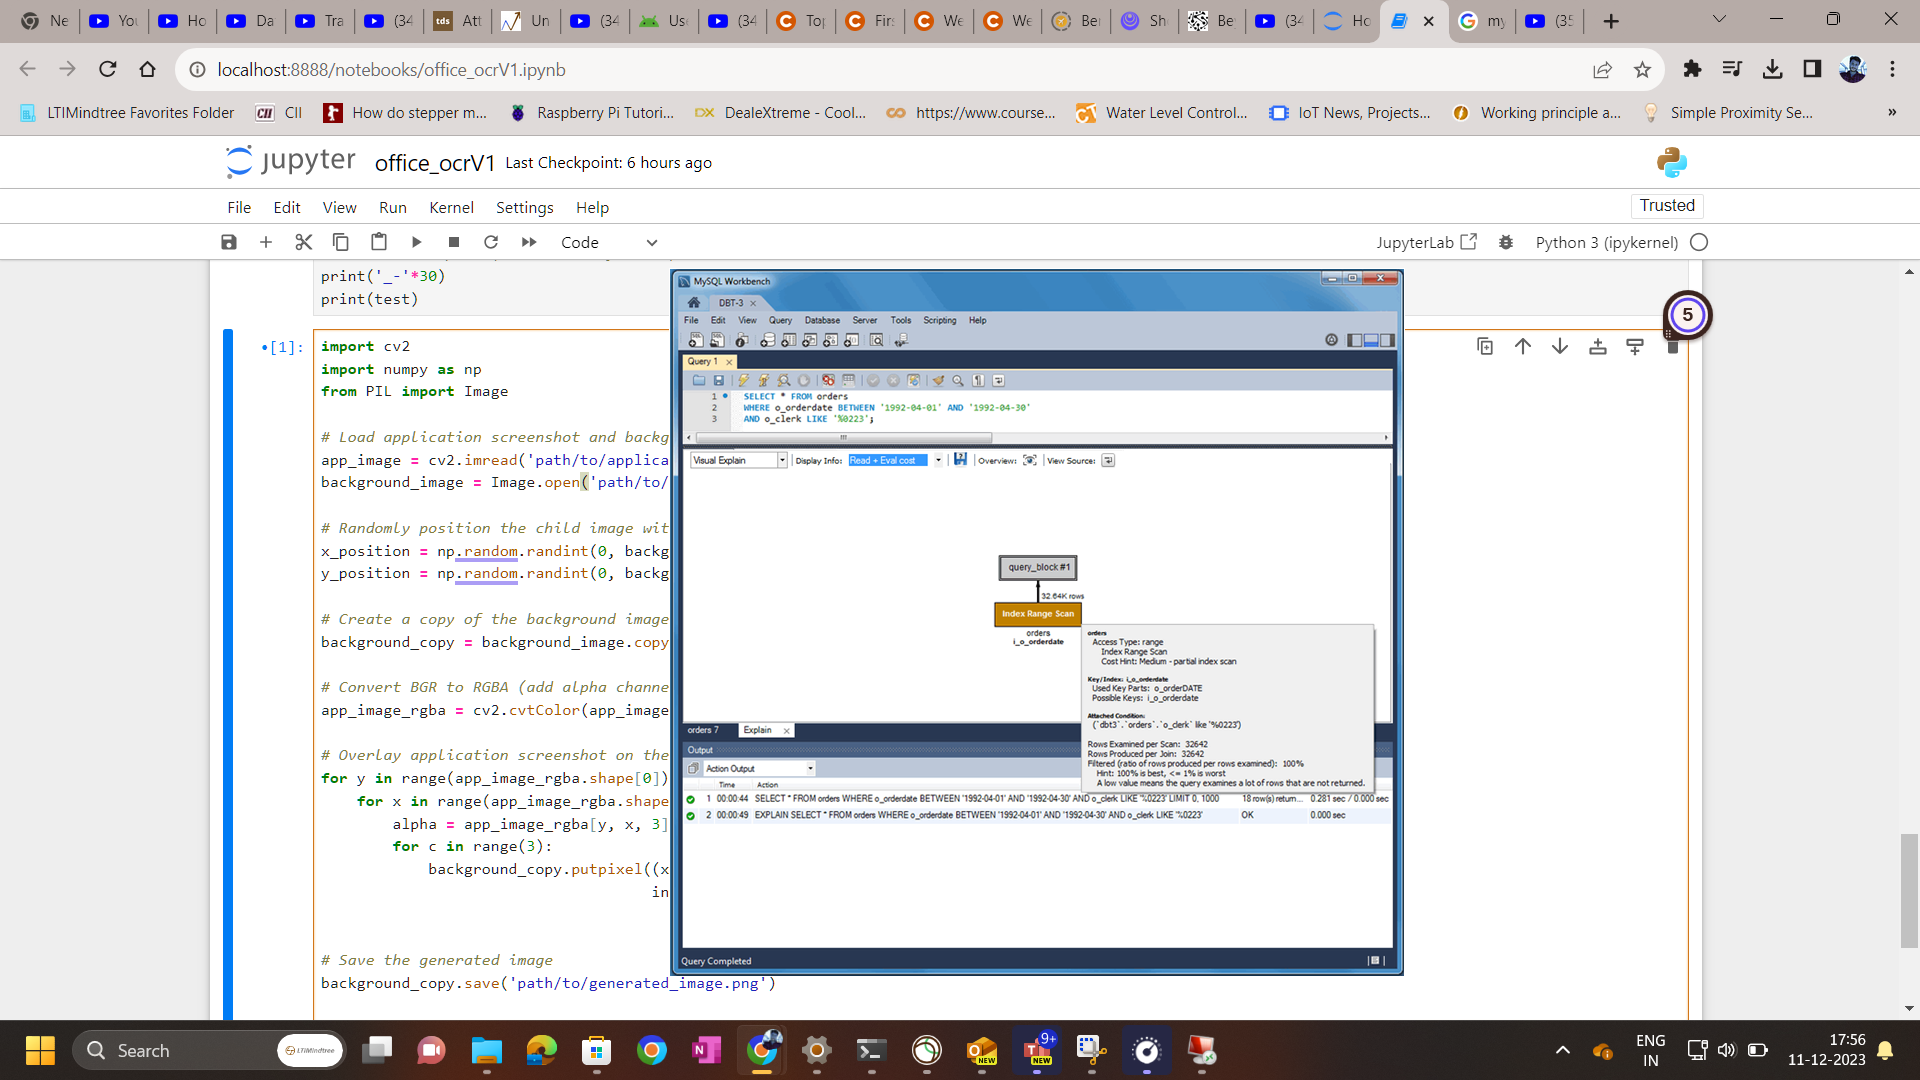 Ne
You
Ho
Da
Tra
(34
tds Att
Un
(34
Use
(34
Top
Firs
We
We
Ber
Sh
Be
(34
Ho
my
(35
localhost:8888/notebooks/office_ocrV1.ipynb
LTIMindtree Favorites Folder
CII CII
How do stepper m...
Raspberry Pi Tutori...
DX DealeXtreme - Cool...
https://www.course...
Water Level Control...
IoT News, Projects...
Working principle a...
Simple Proximity Se...
»
jupyter office_ocrV1 Last Checkpoint: 6 hours ago
File Edit View Run Kernel Settings Help
Trusted
Code
JupyterLab
Python 3 (ipykernel)
print('_-'*30)
print(test)
5
•[1]:
import cv2
import numpy as np
from PIL import Image
# Load application screenshot and backg
app_image = cv2.imread('path/to/applica
background_image = Image.open('path/to/
# Randomly position the child image wit
x_position = np.random.randint(0, backg
y_position = np.random.randint(0, backg
# Create a copy of the background image
background_copy = background_image.copy
# Convert BGR to RGBA (add alpha channe
app_image_rgba = cv2.cvtColor(app_image
# Overlay application screenshot on the
for y in range(app_image_rgba.shape[0])
for x in range(app_image_rgba.shape
alpha = app_image_rgba[y, x, 3]
for c in range(3):
background_copy.putpixel((x
in
# Save the generated image
background_copy.save('path/to/generated_image.png')
MySQL Workbench
DBT-3
File Edit View Query Database Server Tools Scripting Help
Query 1
1 SELECT * FROM orders
2 WHERE o_orderdate BETWEEN '1992-04-01' AND '1992-04-30'
3 AND o_clerk LIKE '%0223';
Visual Explain
Display Info: Read + Eval cost
Overview:
View Source:
query_block #1
32.64K rows
Index Range Scan
orders
i_o_orderdate
orders
Access Type: range
Index Range Scan
Cost Hint: Medium - partial index scan
Key/Index: i_o_orderdate
Used Key Parts: o_orderDATE
Possible Keys: i_o_orderdate
Attached Condition:
(`dbt3`.`orders`.`o_clerk` like '%0223')
Rows Examined per Scan: 32642
Rows Produced per Join: 32642
Filtered (ratio of rows produced per rows examined): 100%
Hint: 100% is best, <= 1% is worst
A low value means the query examines a lot of rows that are not returned.
orders 7
Explain
Output
Action Output
Time Action
1 00:00:44 SELECT * FROM orders WHERE o_orderdate BETWEEN '1992-04-01' AND '1992-04-30' AND o_clerk LIKE '%0223' LIMIT 0, 1000 18 row(s) return... 0.281 sec / 0.000 sec
2 00:00:49 EXPLAIN SELECT * FROM orders WHERE o_orderdate BETWEEN '1992-04-01' AND '1992-04-30' AND o_clerk LIKE '%0223' OK 0.000 sec
Query Completed
Search
LTIMindtree
NEW
9+
NEW
ENG
IN
17:56
11-12-2023